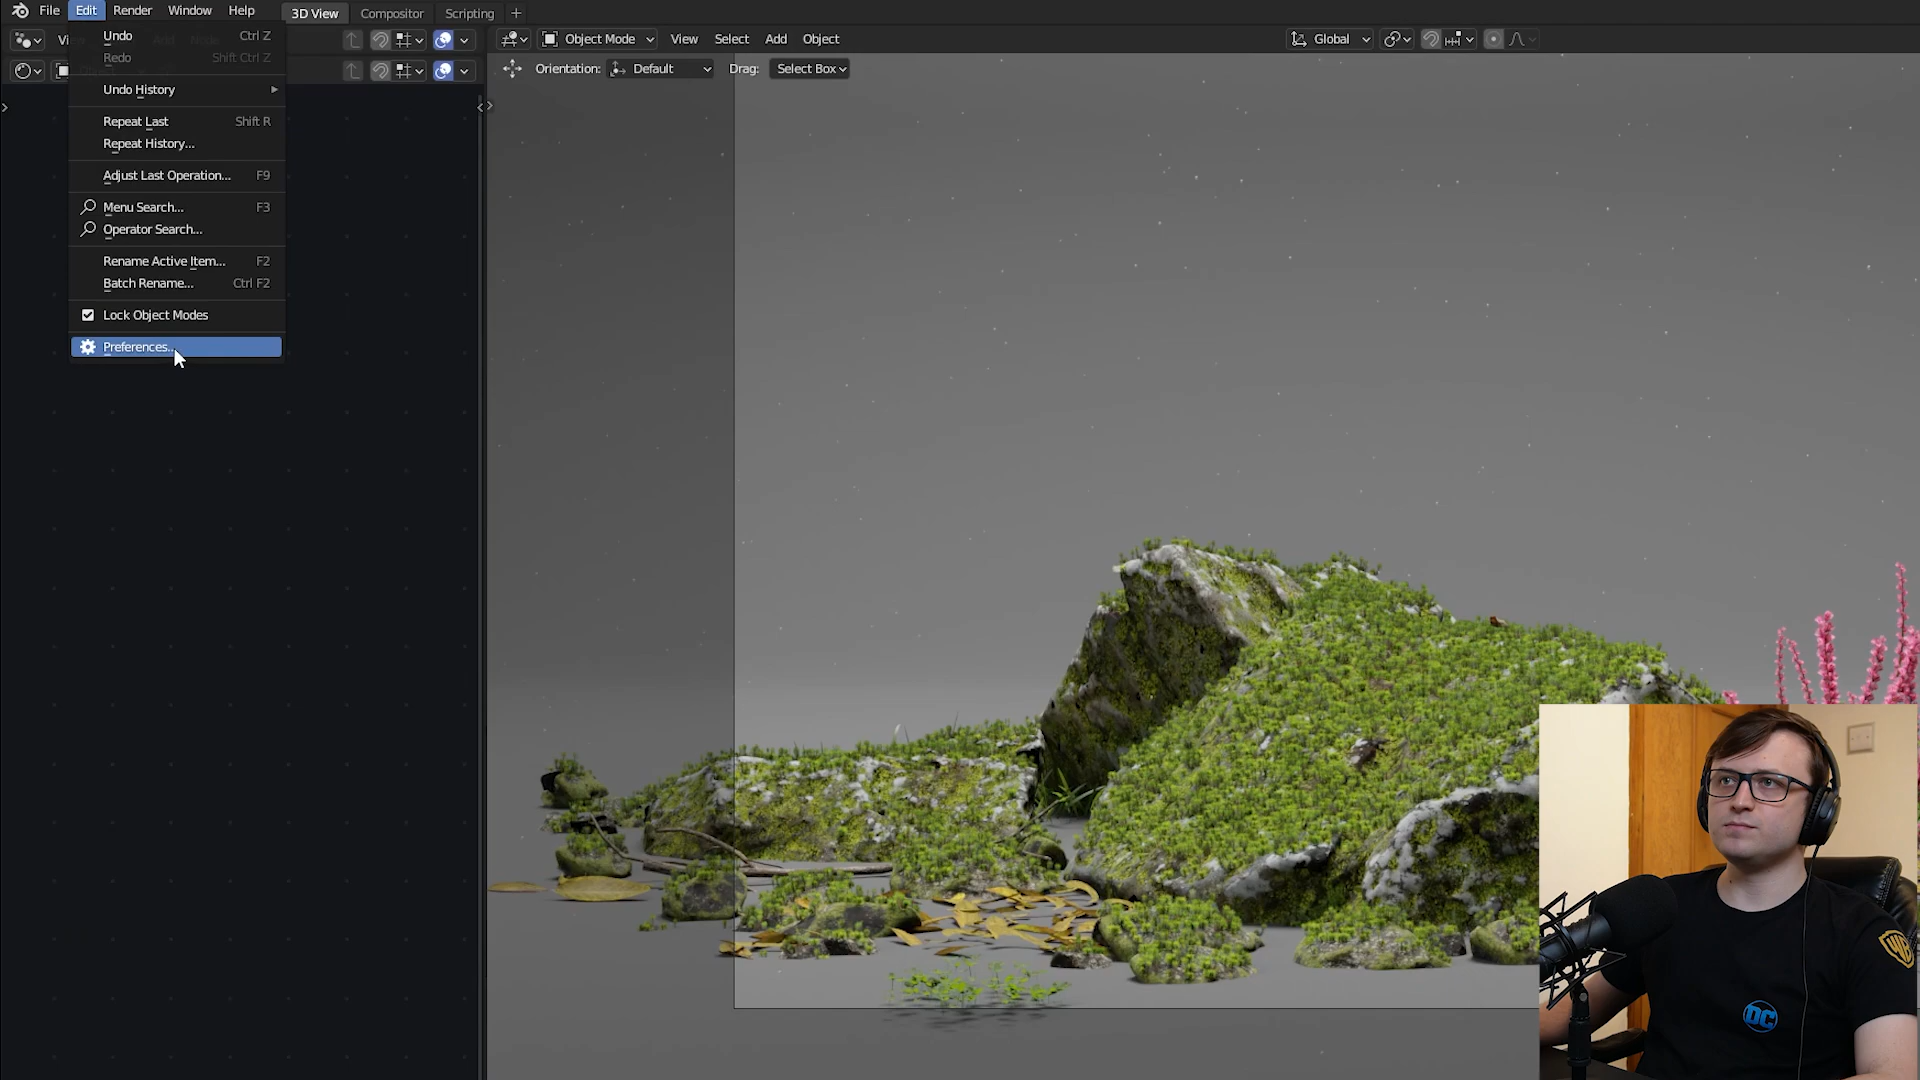 File Edit Render Window Help 3D View Compositor Scripting +
Undo Ctrl Z
Redo Shift Ctrl Z
Undo History
Repeat Last Shift R
Repeat History...
Adjust Last Operation... F9
Menu Search... F3
Operator Search...
Rename Active Item... F2
Batch Rename... Ctrl F2
Lock Object Modes
Preferences...
Object Mode View Select Add Object Global
Orientation: Default Drag: Select Box
DC
WB